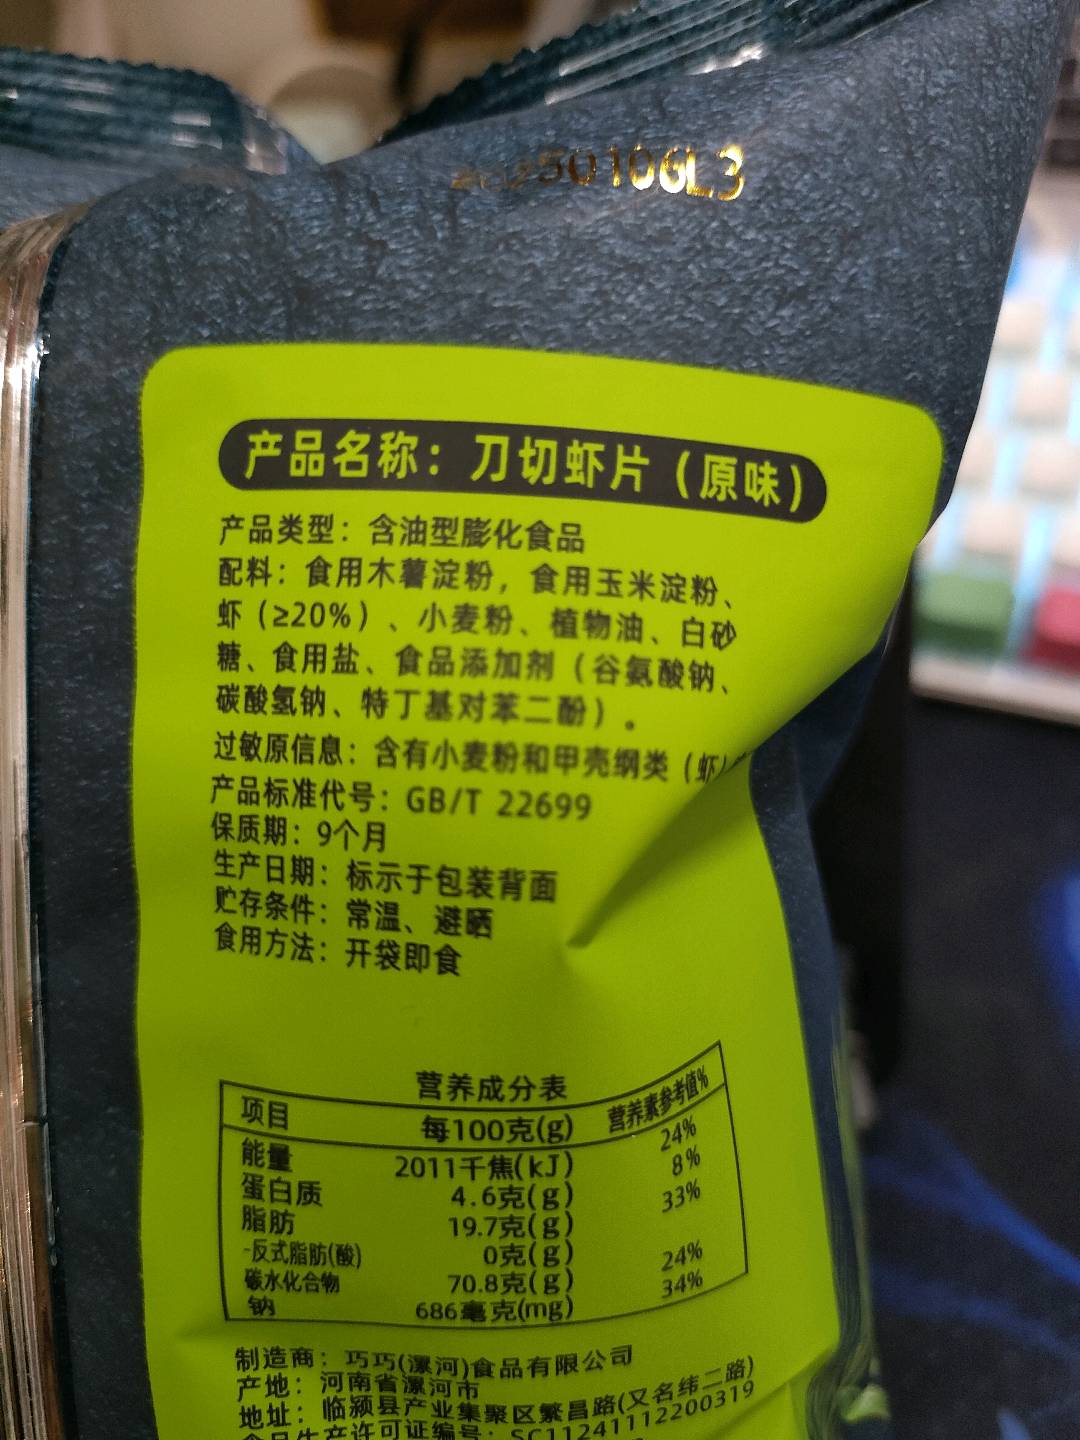 20250106GL3
产品名称：刀切虾片（原味）
产品类型：含油型膨化食品
配料：食用木薯淀粉，食用玉米淀粉、
虾（≥20%）、小麦粉、植物油、白砂
糖、食用盐、食品添加剂（谷氨酸钠、
碳酸氢钠、特丁基对苯二酚）。
过敏原信息：含有小麦粉和甲壳纲类（虾）
产品标准代号：GB/T 22699
保质期：9个月
生产日期：标示于包装背面
贮存条件：常温、避晒
食用方法：开袋即食
营养成分表
项目 每100克(g) 营养素参考值%
能量 2011千焦(kJ) 24%
蛋白质 4.6克(g) 8%
脂肪 19.7克(g) 33%
-反式脂肪(酸) 0克(g)
碳水化合物 70.8克(g) 24%
钠 686毫克(mg) 34%
制造商：巧巧(漯河)食品有限公司
产地：河南省漯河市
地址：临颍县产业集聚区繁昌路(又名纬二路)
食品生产许可证编号：SC11241112200319